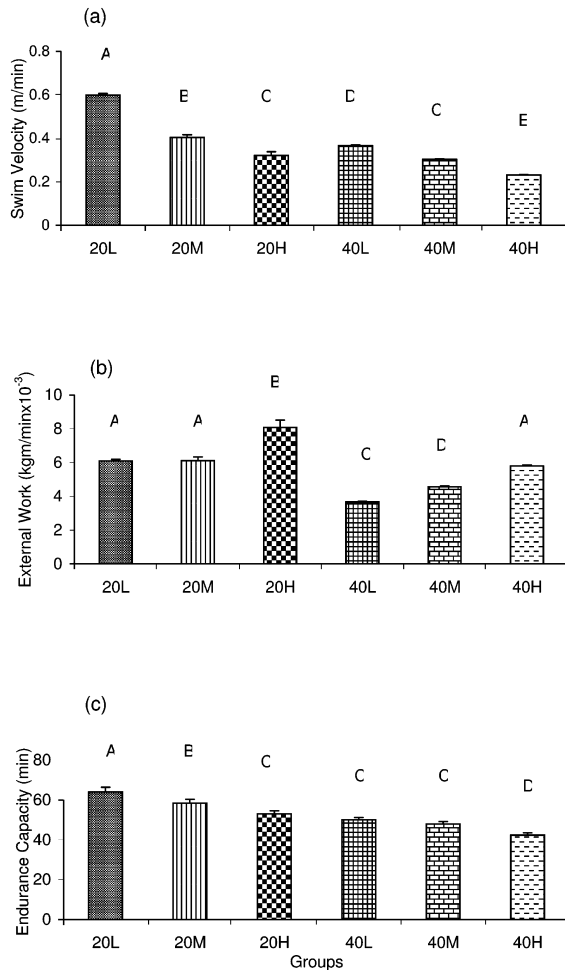 (a)
A
B
C
D
C
E
Swim Velocity (m/min)
0.8
0.6
0.4
0.2
0
20L 20M 20H 40L 40M 40H
(b)
A
A
B
C
D
A
External Work (kgm/minx10⁻³)
10
8
6
4
2
0
20L 20M 20H 40L 40M 40H
(c)
A
B
C
C
C
D
Endurance Capacity (min)
80
60
40
20
0
20L 20M 20H 40L 40M 40H
Groups